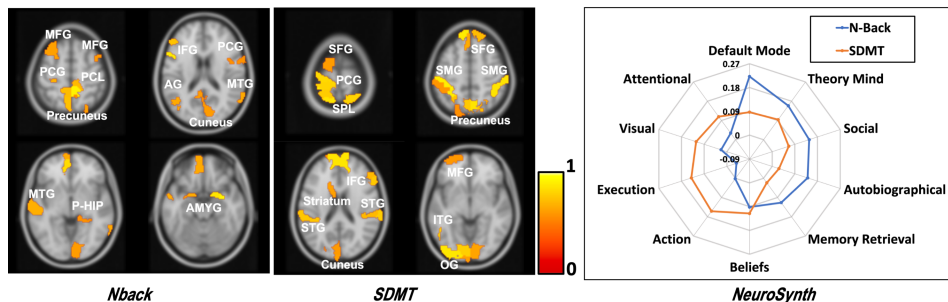 MFG
MFG
PCG
PCL
Precuneus
IFG
PCG
AG
MTG
Cuneus
MTG
P-HIP
AMYG
Nback
SFG
PCG
SPL
SFG
SMG
SMG
Precuneus
IFG
Striatum
STG
STG
Cuneus
MFG
ITG
OG
SDMT
1
0
N-Back
SDMT
Default Mode
Theory Mind
Social
Autobiographical
Memory Retrieval
Beliefs
Action
Execution
Visual
Attentional
0.27
0.18
0.09
0
-0.09
NeuroSynth